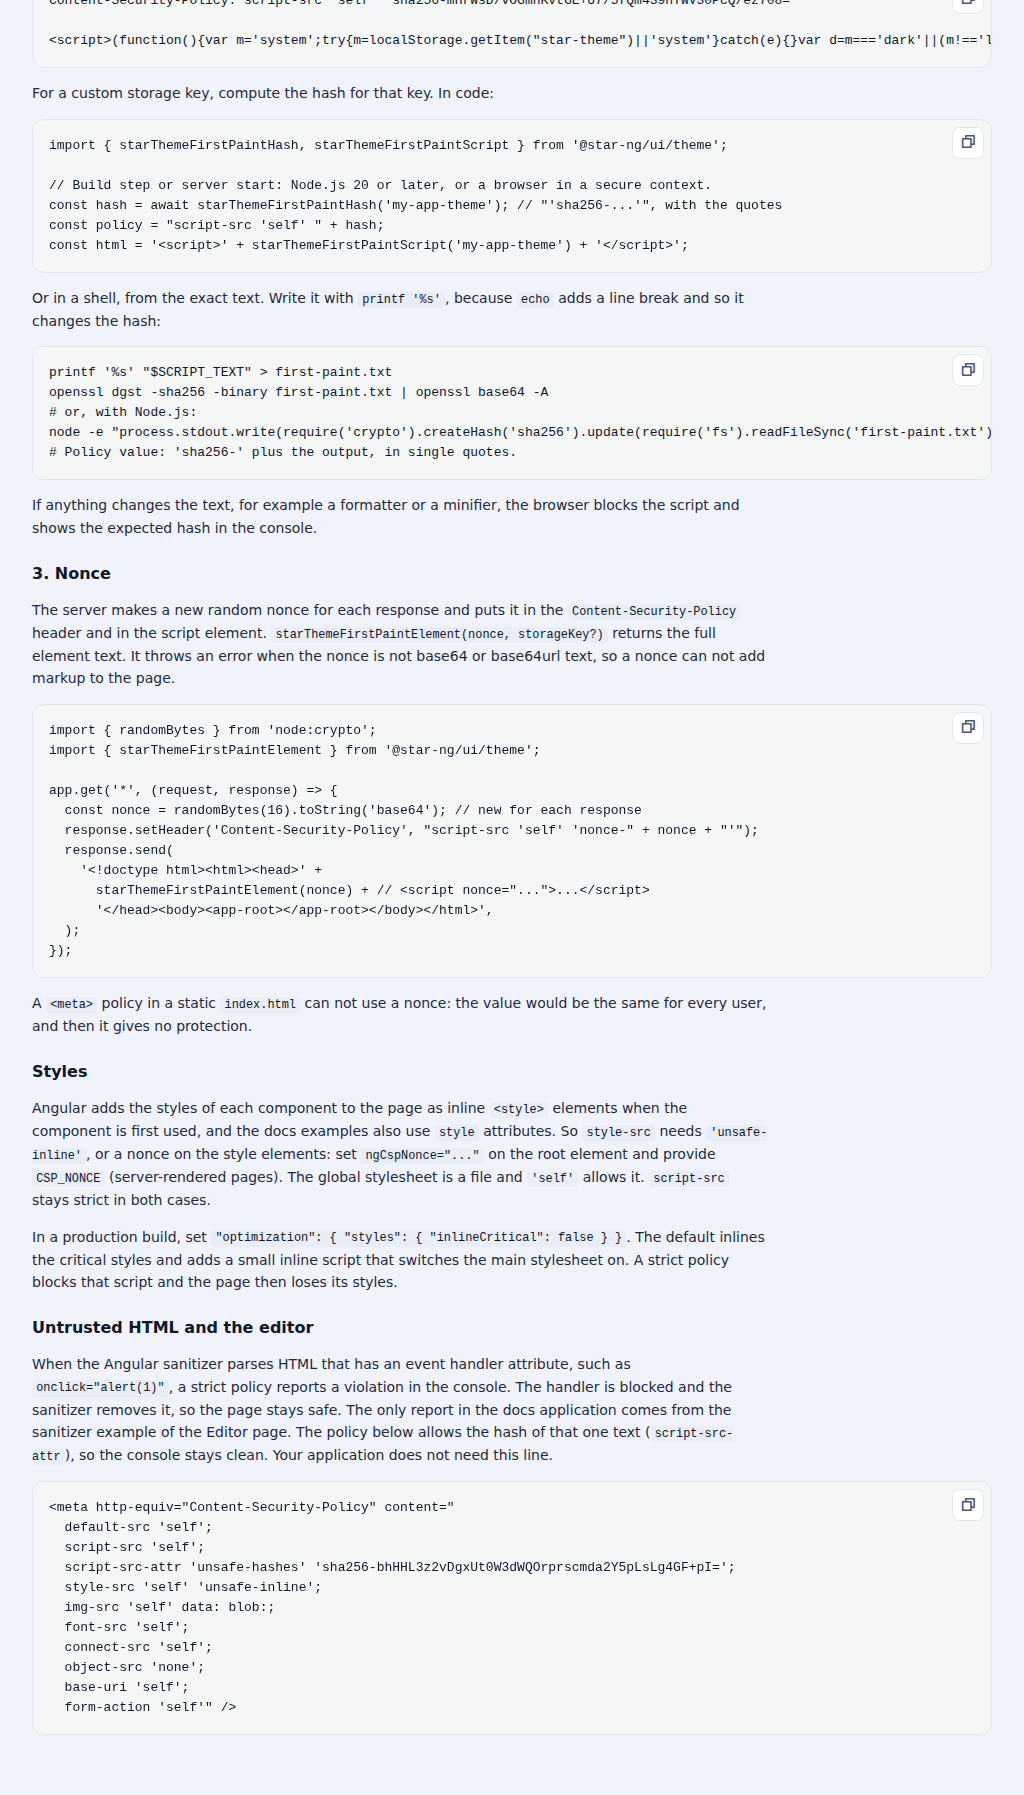 <script>(function(){var m='system';try{m=localStorage.getItem("star-theme")||'system'}catch(e){}var d=m==='dark'||(m!=='l
For a custom storage key, compute the hash for that key. In code:
import { starThemeFirstPaintHash, starThemeFirstPaintScript } from '@star-ng/ui/theme';
// Build step or server start: Node.js 20 or later, or a browser in a secure context.
const hash = await starThemeFirstPaintHash('my-app-theme'); // "'sha256-...'", with the quotes
const policy = "script-src 'self' " + hash;
const html = '<script>' + starThemeFirstPaintScript('my-app-theme') + '</script>';
Or in a shell, from the exact text. Write it with printf '%s', because echo adds a line break and so it
changes the hash:
printf '%s' "$SCRIPT_TEXT" > first-paint.txt
openssl dgst -sha256 -binary first-paint.txt | openssl base64 -A
# or, with Node.js:
node -e "process.stdout.write(require('crypto').createHash('sha256').update(require('fs').readFileSync('first-paint.txt')
# Policy value: 'sha256-' plus the output, in single quotes.
If anything changes the text, for example a formatter or a minifier, the browser blocks the script and
shows the expected hash in the console.
3. Nonce
The server makes a new random nonce for each response and puts it in the Content-Security-Policy
header and in the script element. starThemeFirstPaintElement(nonce, storageKey?) returns the full
element text. It throws an error when the nonce is not base64 or base64url text, so a nonce can not add
markup to the page.
import { randomBytes } from 'node:crypto';
import { starThemeFirstPaintElement } from '@star-ng/ui/theme';
app.get('*', (request, response) => {
  const nonce = randomBytes(16).toString('base64'); // new for each response
  response.setHeader('Content-Security-Policy', "script-src 'self' 'nonce-" + nonce + "'");
  response.send(
    '<!doctype html><html><head>' +
      starThemeFirstPaintElement(nonce) + // <script nonce="...">...</script>
      '</head><body><app-root></app-root></body></html>',
  );
});
A <meta> policy in a static index.html can not use a nonce: the value would be the same for every user,
and then it gives no protection.
Styles
Angular adds the styles of each component to the page as inline <style> elements when the
component is first used, and the docs examples also use style attributes. So style-src needs 'unsafe-
inline', or a nonce on the style elements: set ngCspNonce="..." on the root element and provide
CSP_NONCE (server-rendered pages). The global stylesheet is a file and 'self' allows it. script-src
stays strict in both cases.
In a production build, set "optimization": { "styles": { "inlineCritical": false } }. The default inlines
the critical styles and adds a small inline script that switches the main stylesheet on. A strict policy
blocks that script and the page then loses its styles.
Untrusted HTML and the editor
When the Angular sanitizer parses HTML that has an event handler attribute, such as
onclick="alert(1)", a strict policy reports a violation in the console. The handler is blocked and the
sanitizer removes it, so the page stays safe. The only report in the docs application comes from the
sanitizer example of the Editor page. The policy below allows the hash of that one text (script-src-
attr), so the console stays clean. Your application does not need this line.
<meta http-equiv="Content-Security-Policy" content="
  default-src 'self';
  script-src 'self';
  script-src-attr 'unsafe-hashes' 'sha256-bhHHL3z2vDgxUt0W3dWQOrprscmda2Y5pLsLg4GF+pI=';
  style-src 'self' 'unsafe-inline';
  img-src 'self' data: blob:;
  font-src 'self';
  connect-src 'self';
  object-src 'none';
  base-uri 'self';
  form-action 'self'" />